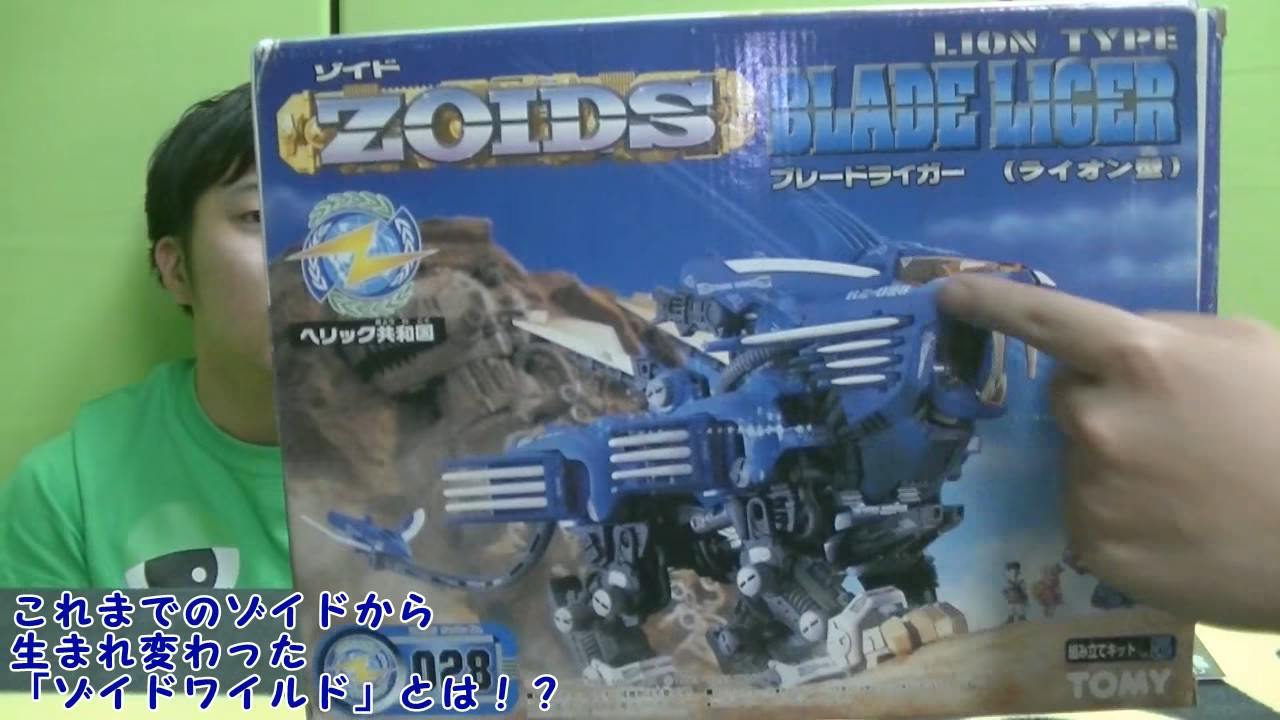 LION TYPE
ゾイド
ZOIDS
BLADE LIGER
ブレードライガー (ライオン型)
RZ-028
ヘリック共和国
028
組み立てキット
TOMY
これまでのゾイドから
生まれ変わった
「ゾイドワイルド」とは!?